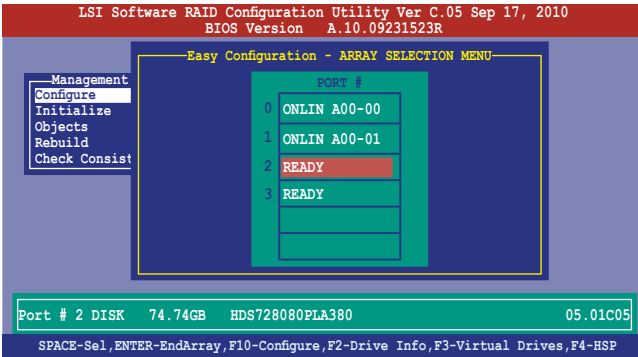 LSI Software RAID Configuration Utility Ver C.05 Sep 17, 2010
BIOS Version A.10.09231523R
Easy Configuration - ARRAY SELECTION MENU
Management
Configure
Initialize
Objects
Rebuild
Check Consist
PORT #
0 ONLIN A00-00
1 ONLIN A00-01
2 READY
3 READY
Port # 2 DISK 74.74GB HDS728080PLA380 05.01C05
SPACE-Sel,ENTER-EndArray,F10-Configure,F2-Drive Info,F3-Virtual Drives,F4-HSP